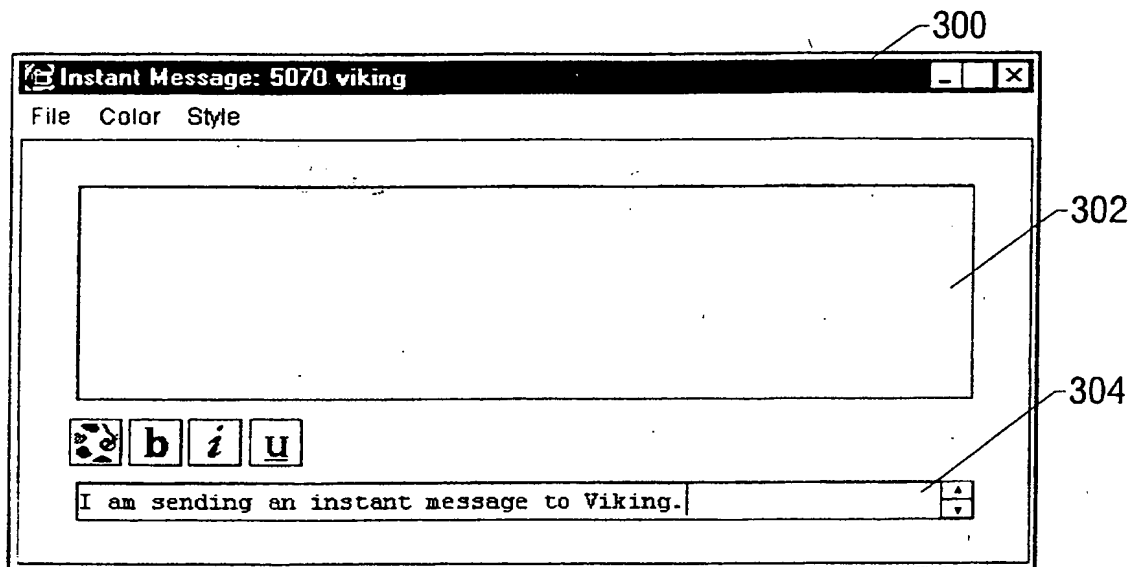 300
Instant Message: 5070 viking
File Color Style
302
304
b i u
I am sending an instant message to Viking.